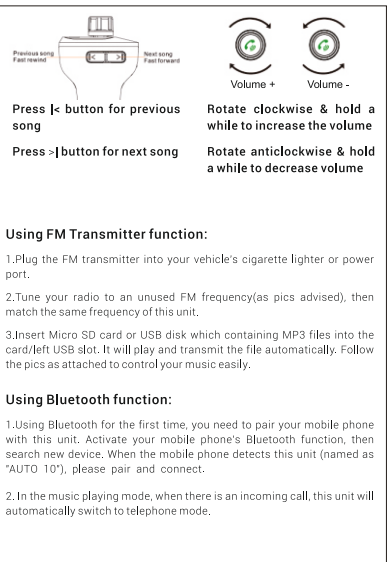 Previous song
Fast rewind
Next song
Fast forward
Volume +
Volume -
Press |< button for previous
song
Press >| button for next song
Rotate clockwise & hold a
while to increase the volume
Rotate anticlockwise & hold
a while to decrease volume
Using FM Transmitter function:
1.Plug the FM transmitter into your vehicle's cigarette lighter or power
port.
2.Tune your radio to an unused FM frequency(as pics advised), then
match the same frequency of this unit.
3.Insert Micro SD card or USB disk which containing MP3 files into the
card/left USB slot. It will play and transmit the file automatically. Follow
the pics as attached to control your music easily.
Using Bluetooth function:
1.Using Bluetooth for the first time, you need to pair your mobile phone
with this unit. Activate your mobile phone's Bluetooth function, then
search new device. When the mobile phone detects this unit (named as
"AUTO 10"), please pair and connect.
2. In the music playing mode, when there is an incoming call, this unit will
automatically switch to telephone mode.